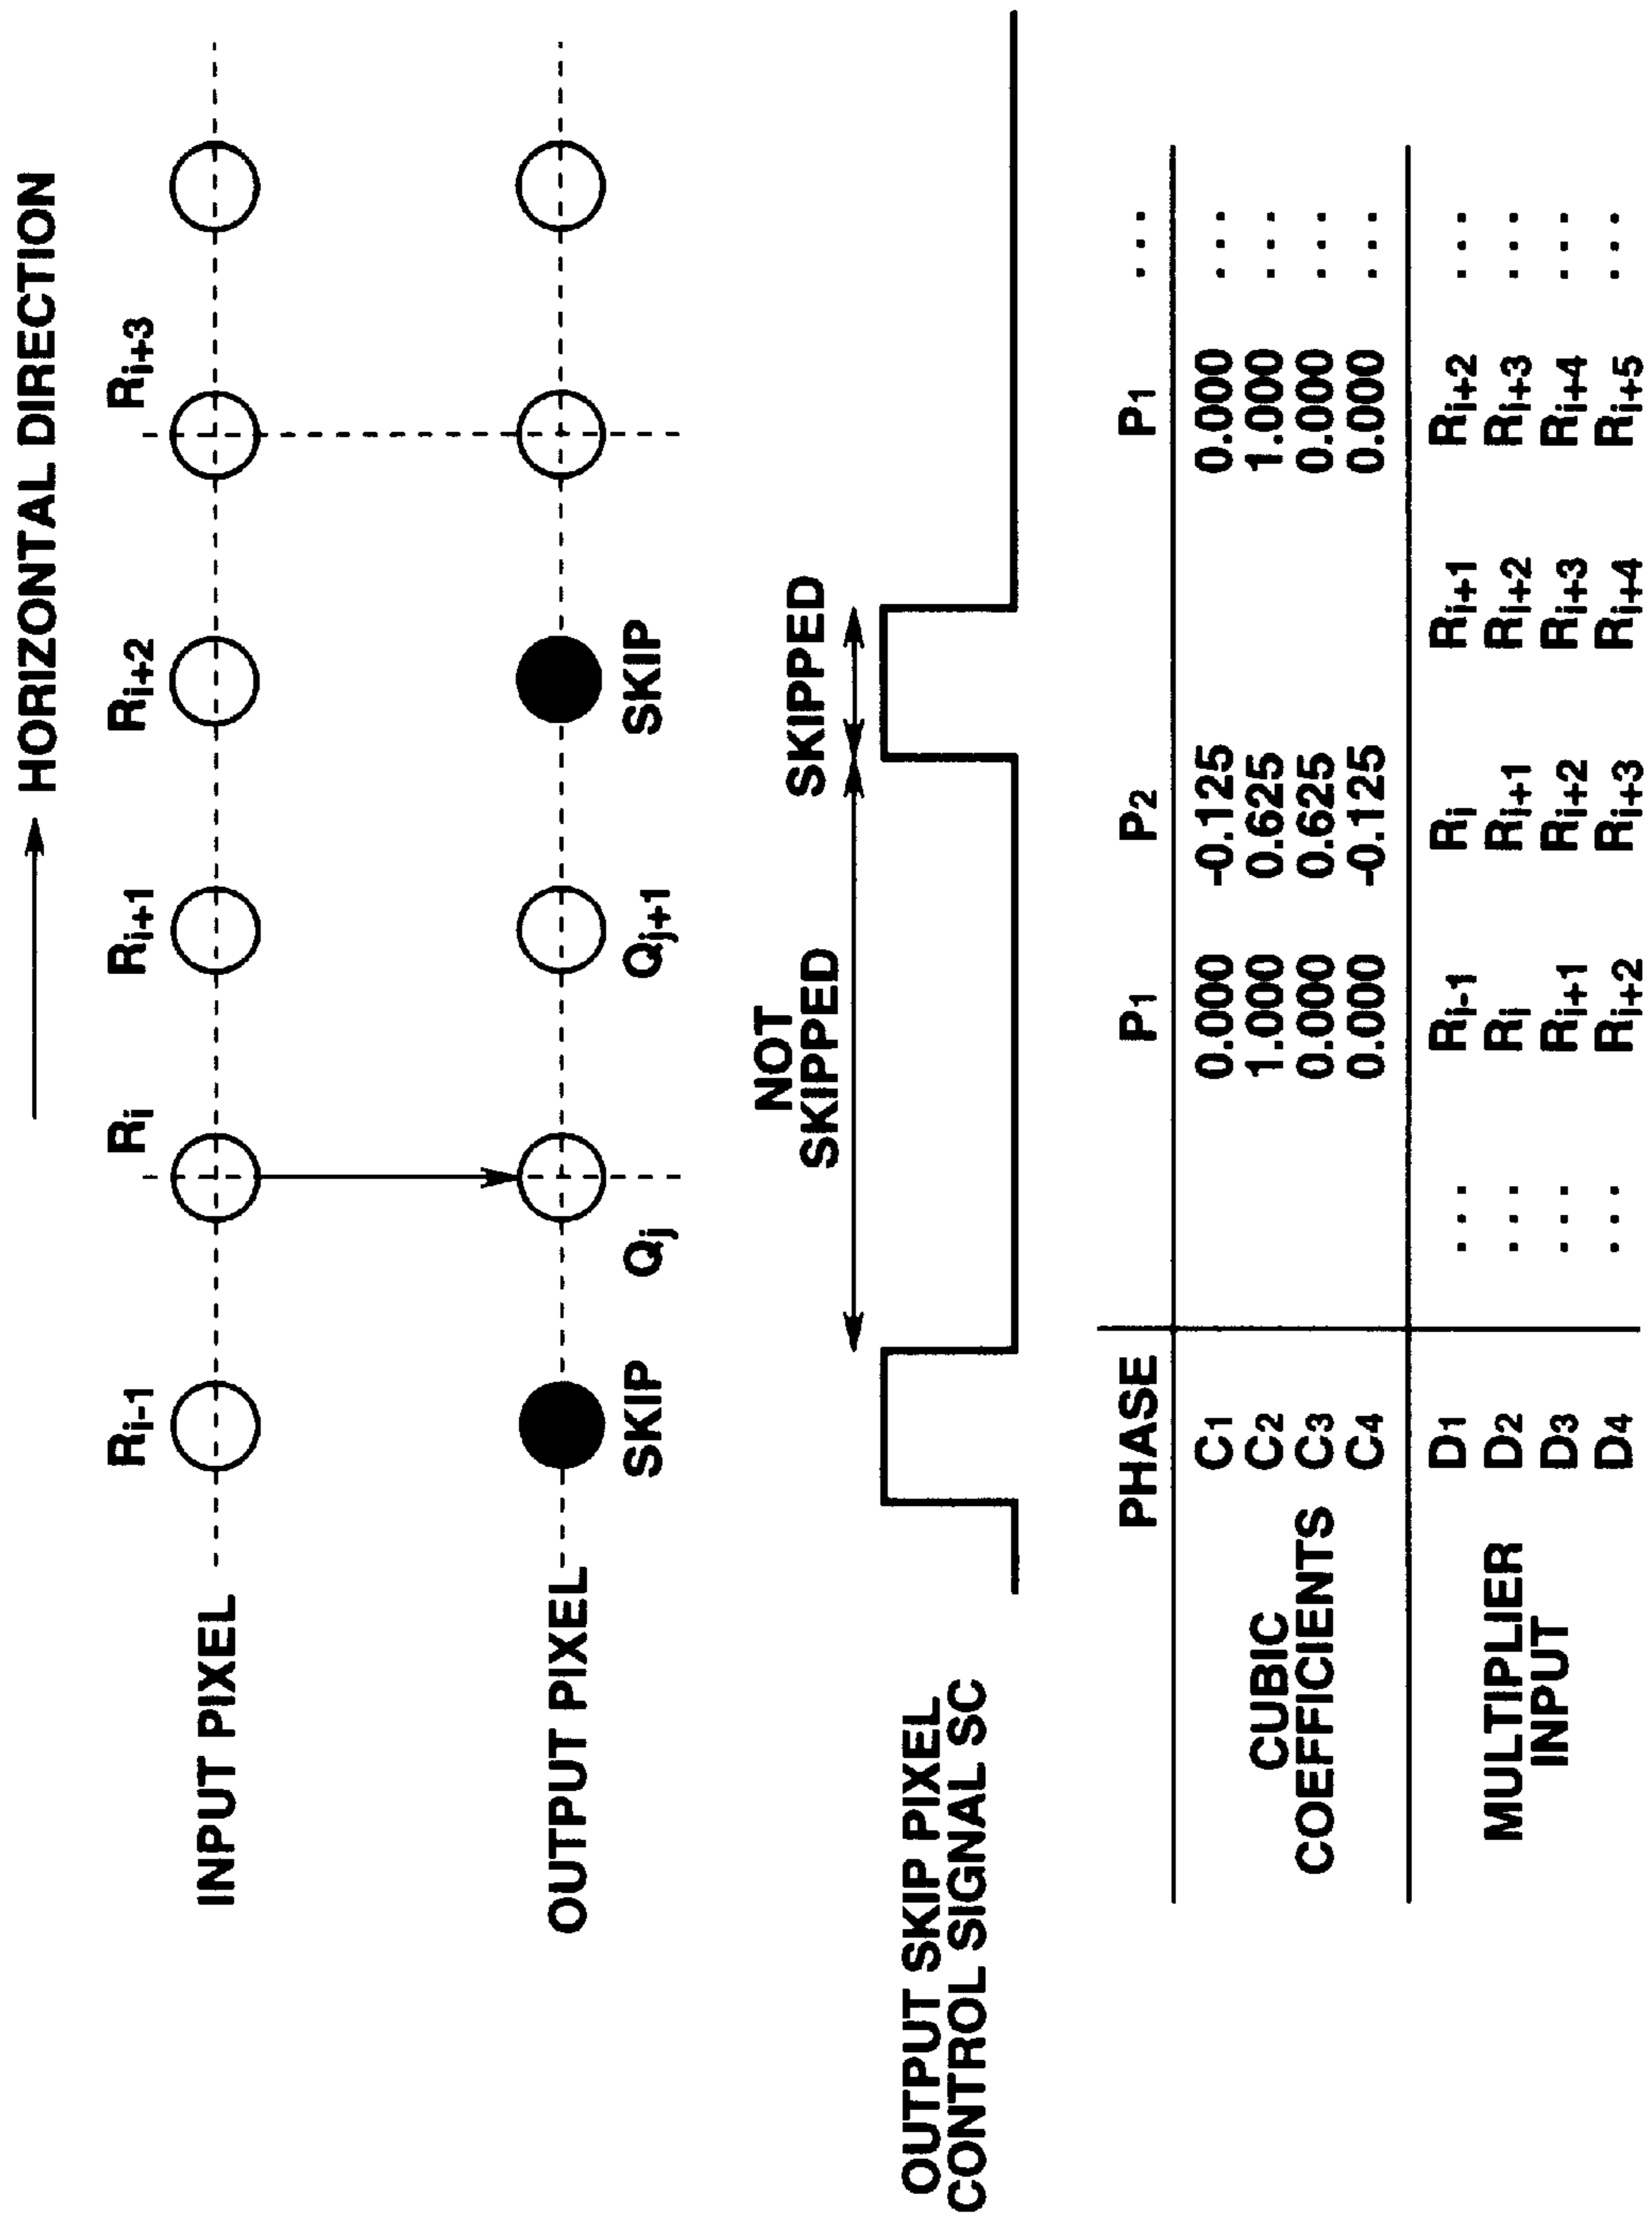 HORIZONTAL DIRECTION
Ri-1 Ri Ri+1 Ri+2 Ri+3
INPUT PIXEL
OUTPUT PIXEL
SKIP Qj Qj+1 SKIP
NOT
SKIPPED SKIPPED
OUTPUT SKIP PIXEL
CONTROL SIGNAL SC
PHASE P1 P2 P1 ...
CUBIC
COEFFICIENTS
C1 0.000 -0.125 0.000 ...
C2 1.000 0.625 1.000 ...
C3 0.000 0.625 0.000 ...
C4 0.000 -0.125 0.000 ...
MULTIPLIER
INPUT
D1 ... Ri-1 Ri Ri+1 Ri+2 ...
D2 ... Ri Ri+1 Ri+2 Ri+3 ...
D3 ... Ri+1 Ri+2 Ri+3 Ri+4 ...
D4 ... Ri+2 Ri+3 Ri+4 Ri+5 ...